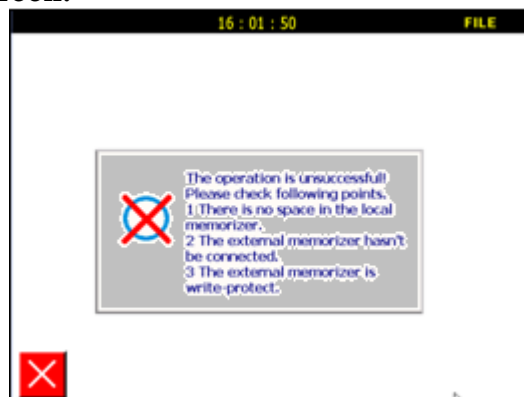 16 : 01 : 50 FILE
The operation is unsuccessful!
Please check following points.
1 There is no space in the local
memorizer.
2 The external memorizer hasn't
be connected.
3 The external memorizer is
write-protect.